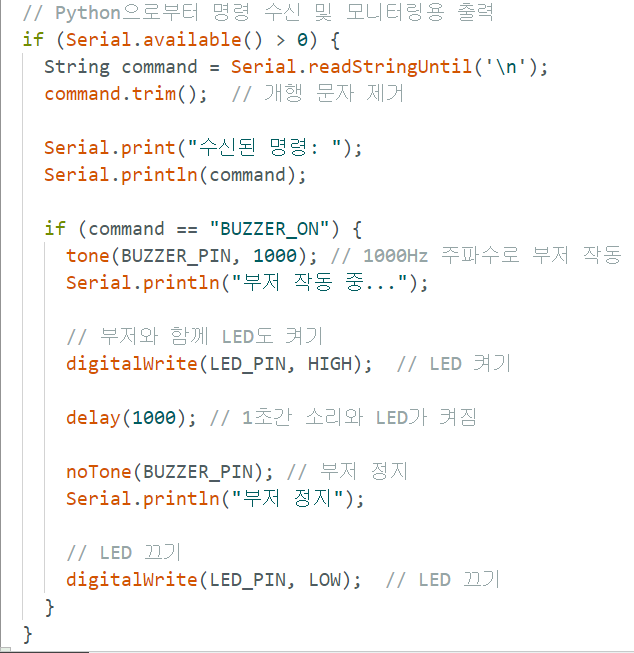 // Python으로부터 명령 수신 및 모니터링용 출력
if (Serial.available() > 0) {
String command = Serial.readStringUntil('\n');
command.trim();  // 개행 문자 제거
Serial.print("수신된 명령: ");
Serial.println(command);
if (command == "BUZZER_ON") {
tone(BUZZER_PIN, 1000); // 1000Hz 주파수로 부저 작동
Serial.println("부저 작동 중...");
// 부저와 함께 LED도 켜기
digitalWrite(LED_PIN, HIGH);  // LED 켜기
delay(1000); // 1초간 소리와 LED가 켜짐
noTone(BUZZER_PIN); // 부저 정지
Serial.println("부저 정지");
// LED 끄기
digitalWrite(LED_PIN, LOW);  // LED 끄기
}
}